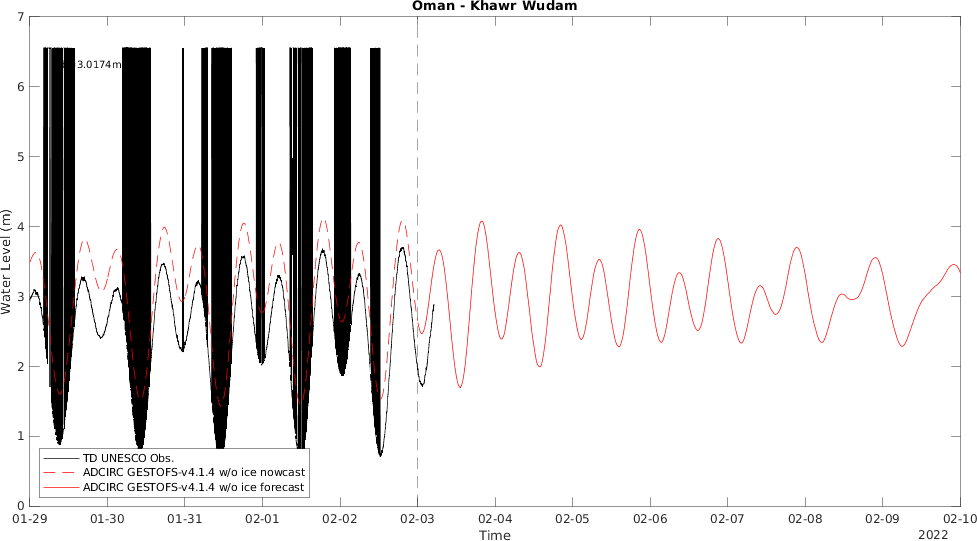 Oman - Khawr Wudam
7
6
5
4
3
2
1
0
Water Level (m)
3.0174m
TD UNESCO Obs.
ADCIRC GESTOFS-v4.1.4 w/o ice nowcast
ADCIRC GESTOFS-v4.1.4 w/o ice forecast
01-29 01-30 01-31 02-01 02-02 02-03 02-04 02-05 02-06 02-07 02-08 02-09 02-10
Time
2022